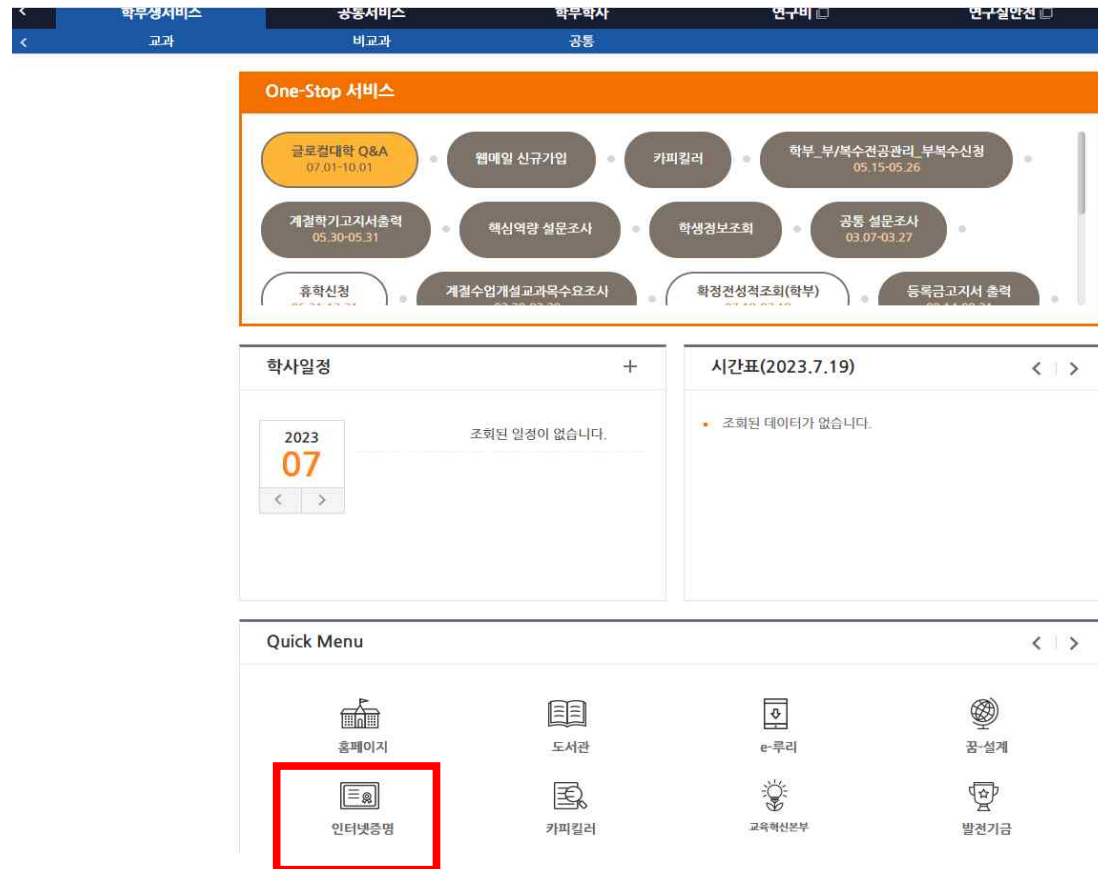 학부생서비스 공통서비스 학부학사 연구비 연구실안전
교과 비교과 공통
One-Stop 서비스
글로컬대학 Q&A 웹메일 신규가입 카피킬러 학부_부/복수전공관리_부복수신청
07.01-10.01 05.15-05.26
계절학기고지서출력 핵심역량 설문조사 학생정보조회 공통 설문조사
05.30-05.31 03.07-03.27
휴학신청 계절수업개설교과목수요조사 확정전성적조회(학부) 등록금고지서 출력
학사일정 +
시간표(2023.7.19) < | >
2023
07
< >
조회된 일정이 없습니다.
조회된 데이터가 없습니다.
Quick Menu < | >
홈페이지 도서관 e-루리 꿈-설계
인터넷증명 카피킬러 교육혁신본부 발전기금